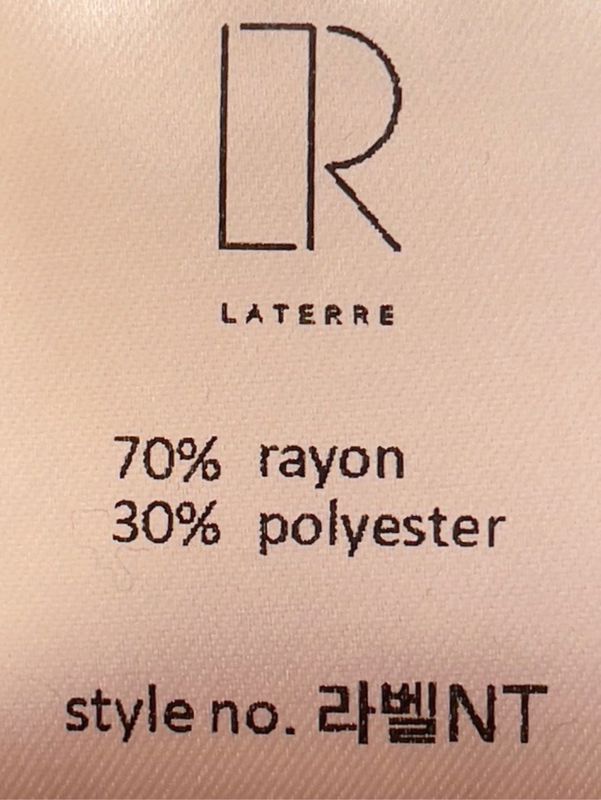 LR
LATERRE
70% rayon
30% polyester
style no. 라벨NT